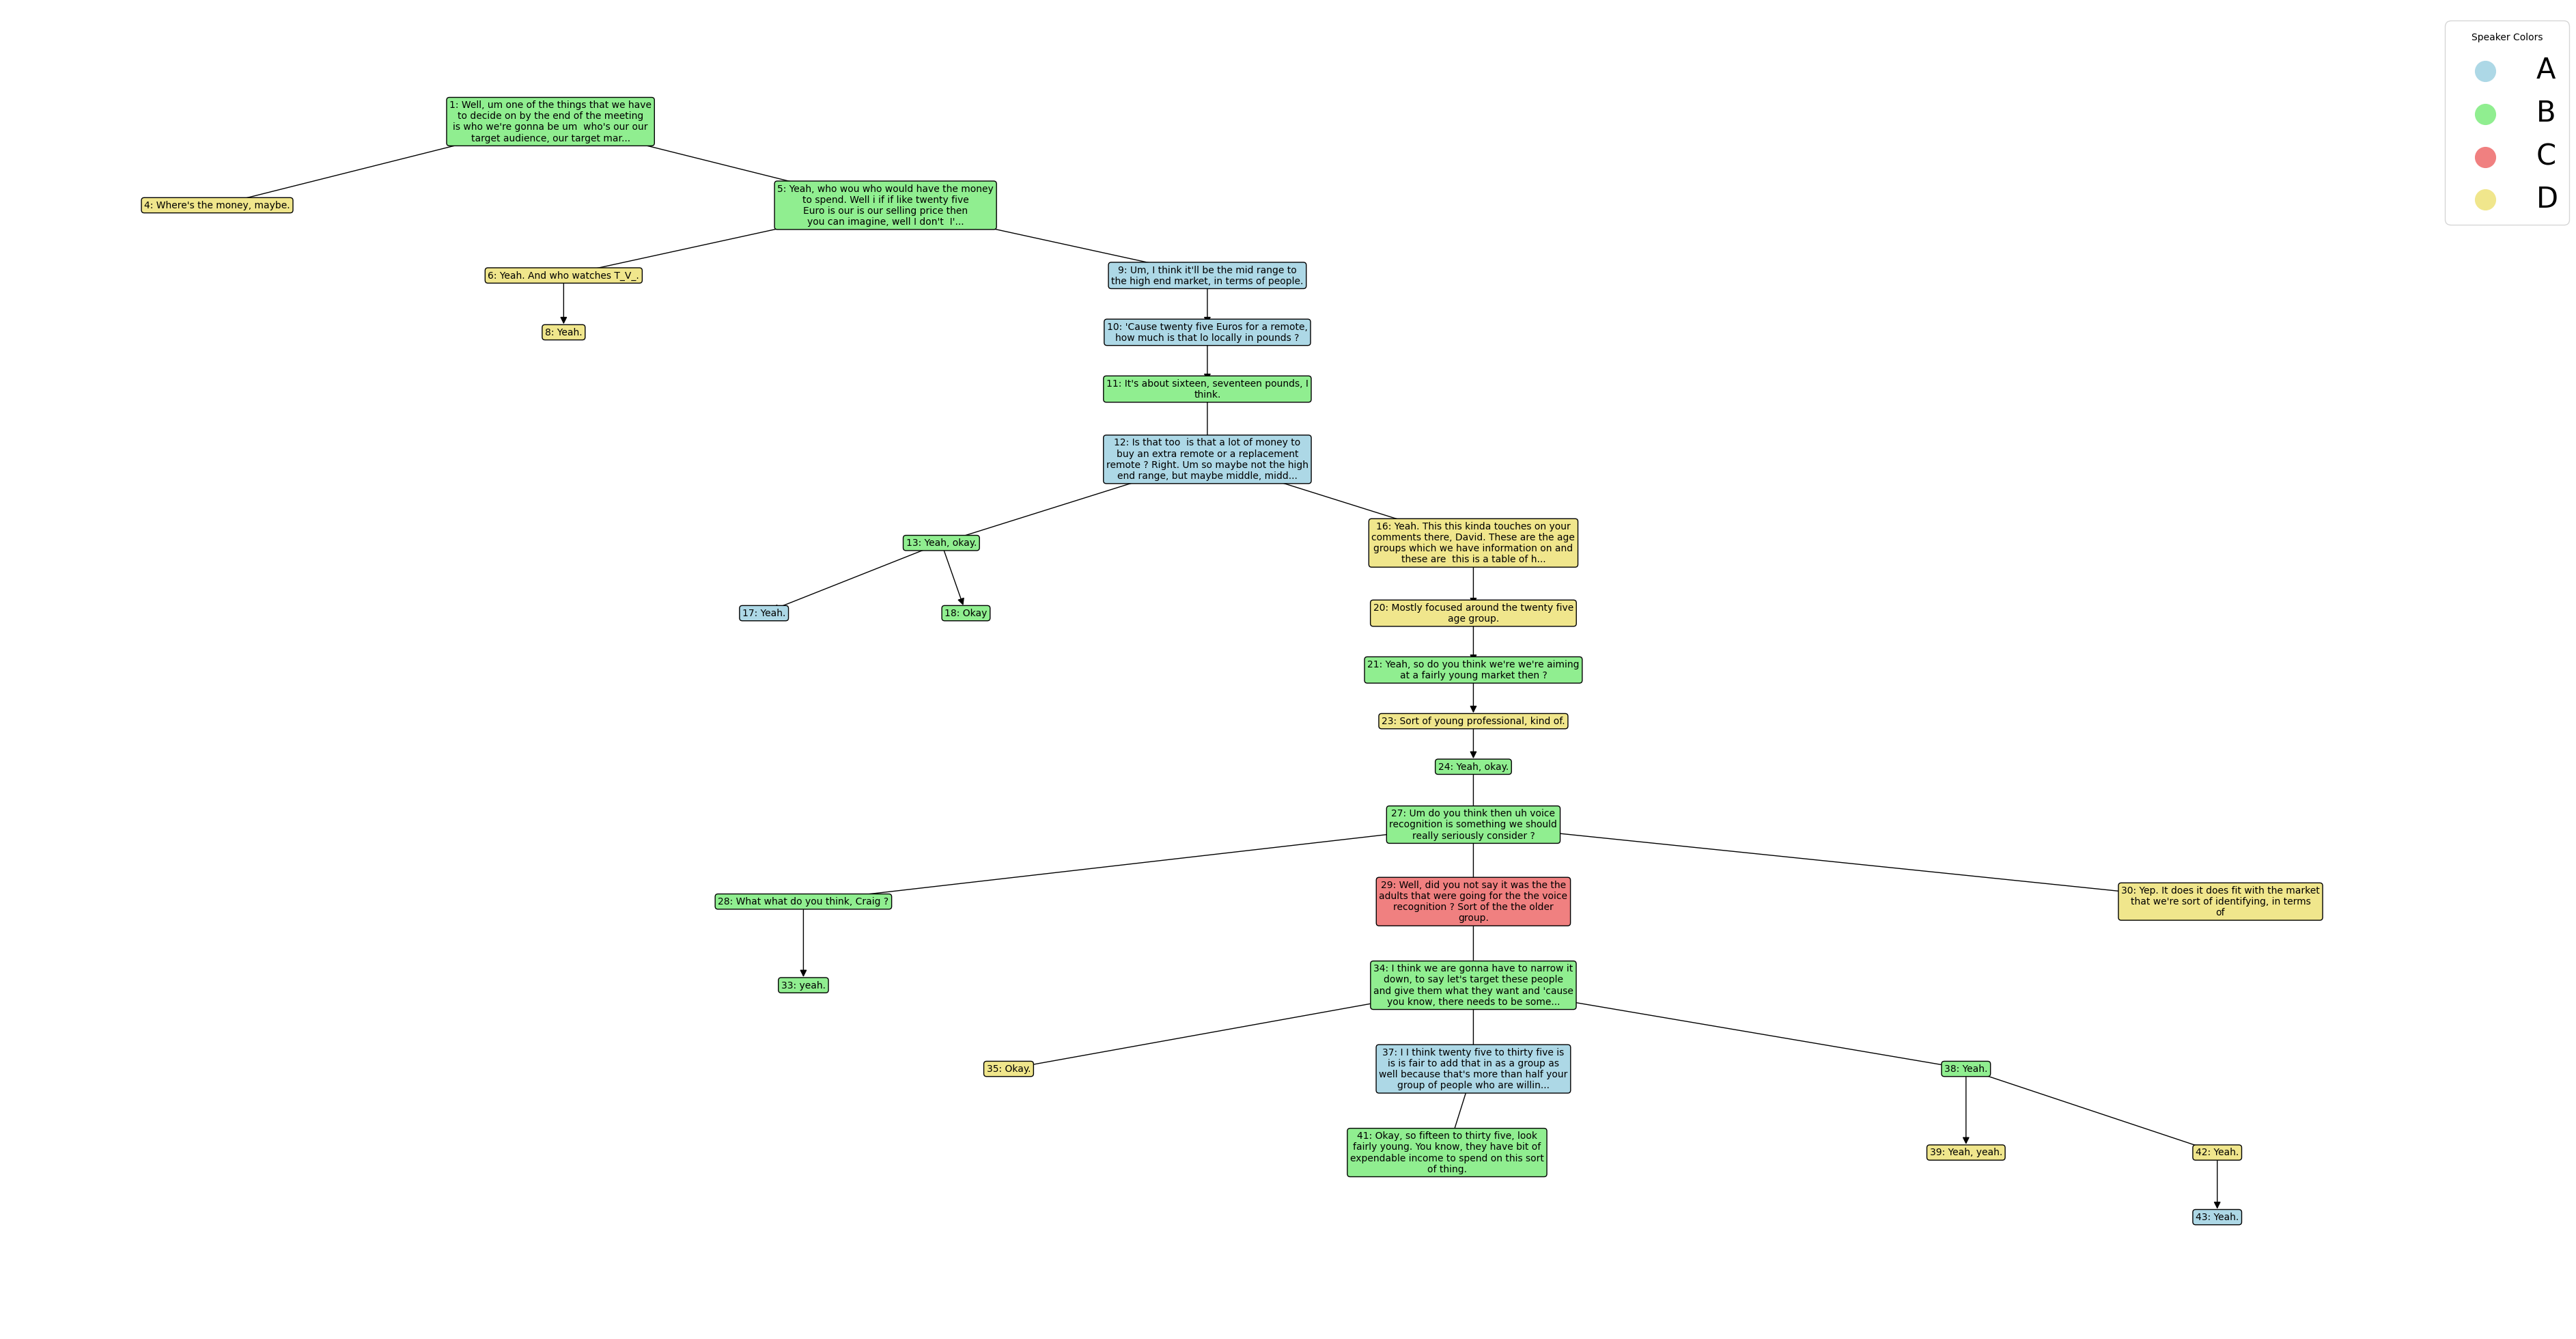 Speaker Colors
A
B
C
D
1: Well, um one of the things that we have
to decide on by the end of the meeting
is who we're gonna be um  who's our our
target audience, our target mar...
4: Where's the money, maybe.
5: Yeah, who wou who would have the money
to spend. Well i if if like twenty five
Euro is our is our selling price then
you can imagine, well I don't  I'...
6: Yeah. And who watches T_V_.
9: Um, I think it'll be the mid range to
the high end market, in terms of people.
8: Yeah.
10: 'Cause twenty five Euros for a remote,
how much is that lo locally in pounds ?
11: It's about sixteen, seventeen pounds, I
think.
12: Is that too  is that a lot of money to
buy an extra remote or a replacement
remote ? Right. Um so maybe not the high
end range, but maybe middle, midd...
13: Yeah, okay.
16: Yeah. This this kinda touches on your
comments there, David. These are the age
groups which we have information on and
these are  this is a table of h...
17: Yeah.
18: Okay
20: Mostly focused around the twenty five
age group.
21: Yeah, so do you think we're we're aiming
at a fairly young market then ?
23: Sort of young professional, kind of.
24: Yeah, okay.
27: Um do you think then uh voice
recognition is something we should
really seriously consider ?
28: What what do you think, Craig ?
29: Well, did you not say it was the the
adults that were going for the the voice
recognition ? Sort of the the older
group.
30: Yep. It does it does fit with the market
that we're sort of identifying, in terms
of
33: yeah.
34: I think we are gonna have to narrow it
down, to say let's target these people
and give them what they want and 'cause
you know, there needs to be some...
35: Okay.
37: I I think twenty five to thirty five is
is is fair to add that in as a group as
well because that's more than half your
group of people who are willin...
38: Yeah.
41: Okay, so fifteen to thirty five, look
fairly young. You know, they have bit of
expendable income to spend on this sort
of thing.
39: Yeah, yeah.
42: Yeah.
43: Yeah.